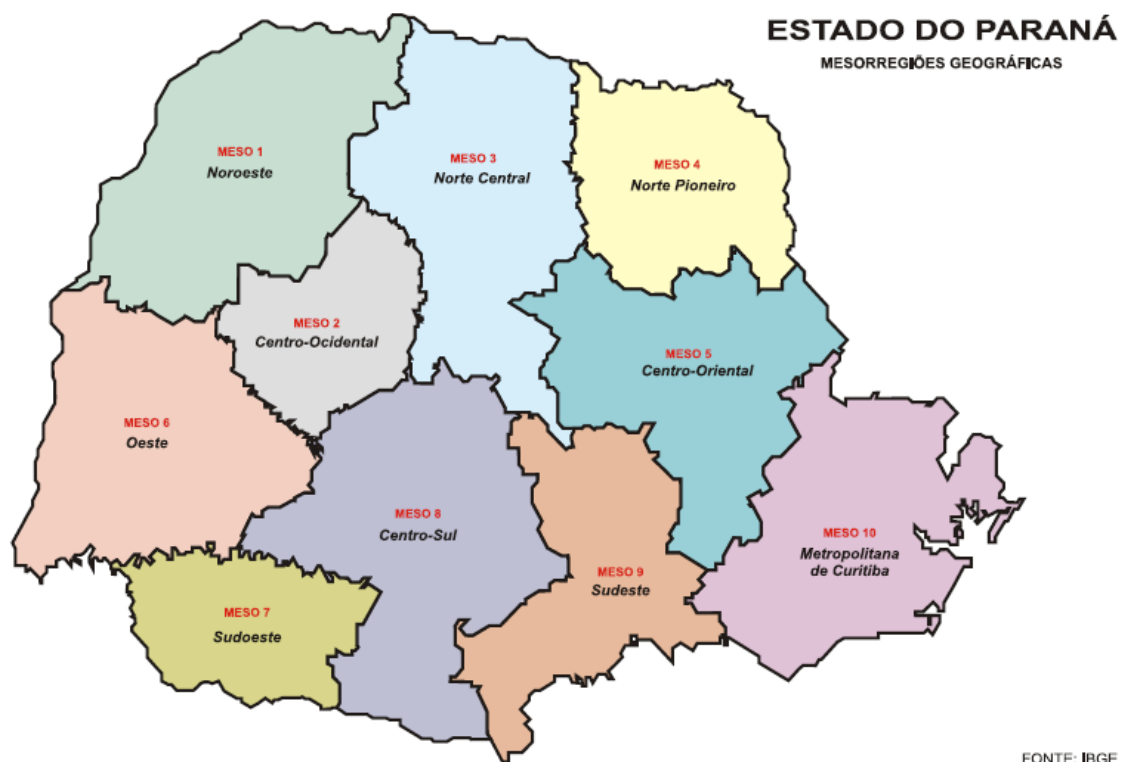 ESTADO DO PARANÁ
MESORREGIÕES GEOGRÁFICAS
MESO 1
Noroeste
MESO 3
Norte Central
MESO 4
Norte Pioneiro
MESO 2
Centro-Ocidental
MESO 5
Centro-Oriental
MESO 6
Oeste
MESO 8
Centro-Sul
MESO 10
Metropolitana
de Curitiba
MESO 9
Sudeste
MESO 7
Sudoeste
FONTE: IBGE